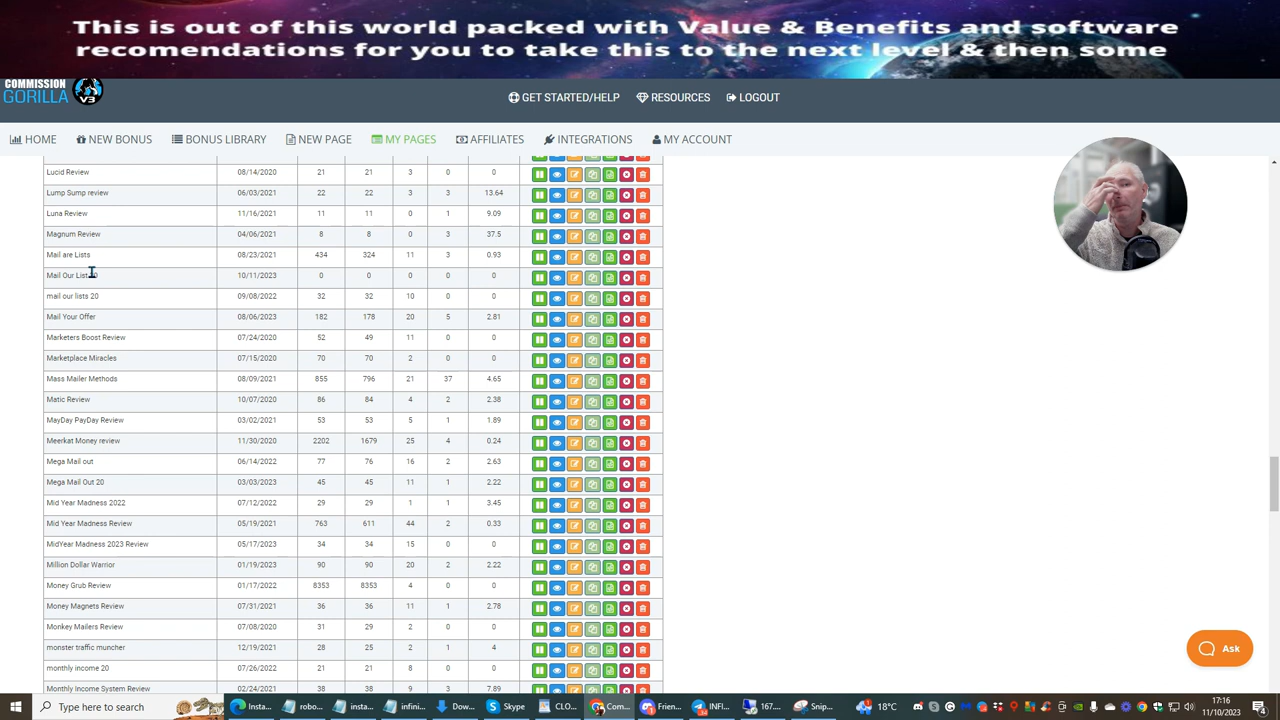 This is out of this world packed with Value & Benefits and software
recomendations for you to take this to the next level & then some
COMMISSION
GORILLA V3
GET STARTED/HELP RESOURCES LOGOUT
HOME NEW BONUS BONUS LIBRARY NEW PAGE MY PAGES AFFILIATES INTEGRATIONS MY ACCOUNT
Lucid Review 08/14/2020 21 21 3 0 0
Lump Sump review 06/03/2021 22 22 3 3 13.64
Luna Review 11/16/2021 11 11 0 1 9.09
Magnum Review 04/06/2021 8 8 0 3 37.5
Mail are Lists 08/23/2021 434 324 11 3 0.93
Mail Our List 10/11/2023 0 0 0 0 0
mail our lists 20 09/08/2022 32 32 10 0 0
Mail Your Offer 08/06/2023 182 178 20 5 2.81
Marketers Boost Review 07/24/2020 52 49 11 0 0
Marketplace Miracles 07/15/2020 70 70 2 0 0
Mass Mailer Methods 08/09/2021 855 796 21 37 4.65
Matic Review 10/07/2020 86 84 4 2 2.38
MayDay PayDay Review 03/02/2021 53 53 5 1 1.89
Meerkat Money review 11/30/2020 2202 1679 25 4 0.24
Mega Mail out 06/14/2022 76 16 2 2.63
Mega Mail Out 20 03/03/2023 45 45 11 1 2.22
Mid Year Madness 2022 07/12/2022 29 29 1 1 3.45
Mid Year Madness Review 05/19/2021 611 44 2 0.33
MidYear Madness 2023 Review 05/17/2023 34 34 15 0 0
Million Dollar Warrior 01/19/2023 90 90 20 2 2.22
Money Grub Review 01/17/2022 8353 8353 4 0 0
Money Magnets Review 07/31/2021 36 36 11 1 2.78
Monkey Mailers Review 07/08/2020 31 29 2 0 0
monster traffic muncher 12/19/2021 28 25 2 1 4
monthly income 20 07/26/2022 21 21 8 0 0
Monthly Income System Review 02/24/2021 38 38 9 3 7.89
Ask
Type here to search Insta... robo... insta... infini... Dow... Skype CLO... Com... Frien... INFI... 167.... Snip... 18°C 17:16
11/10/2023